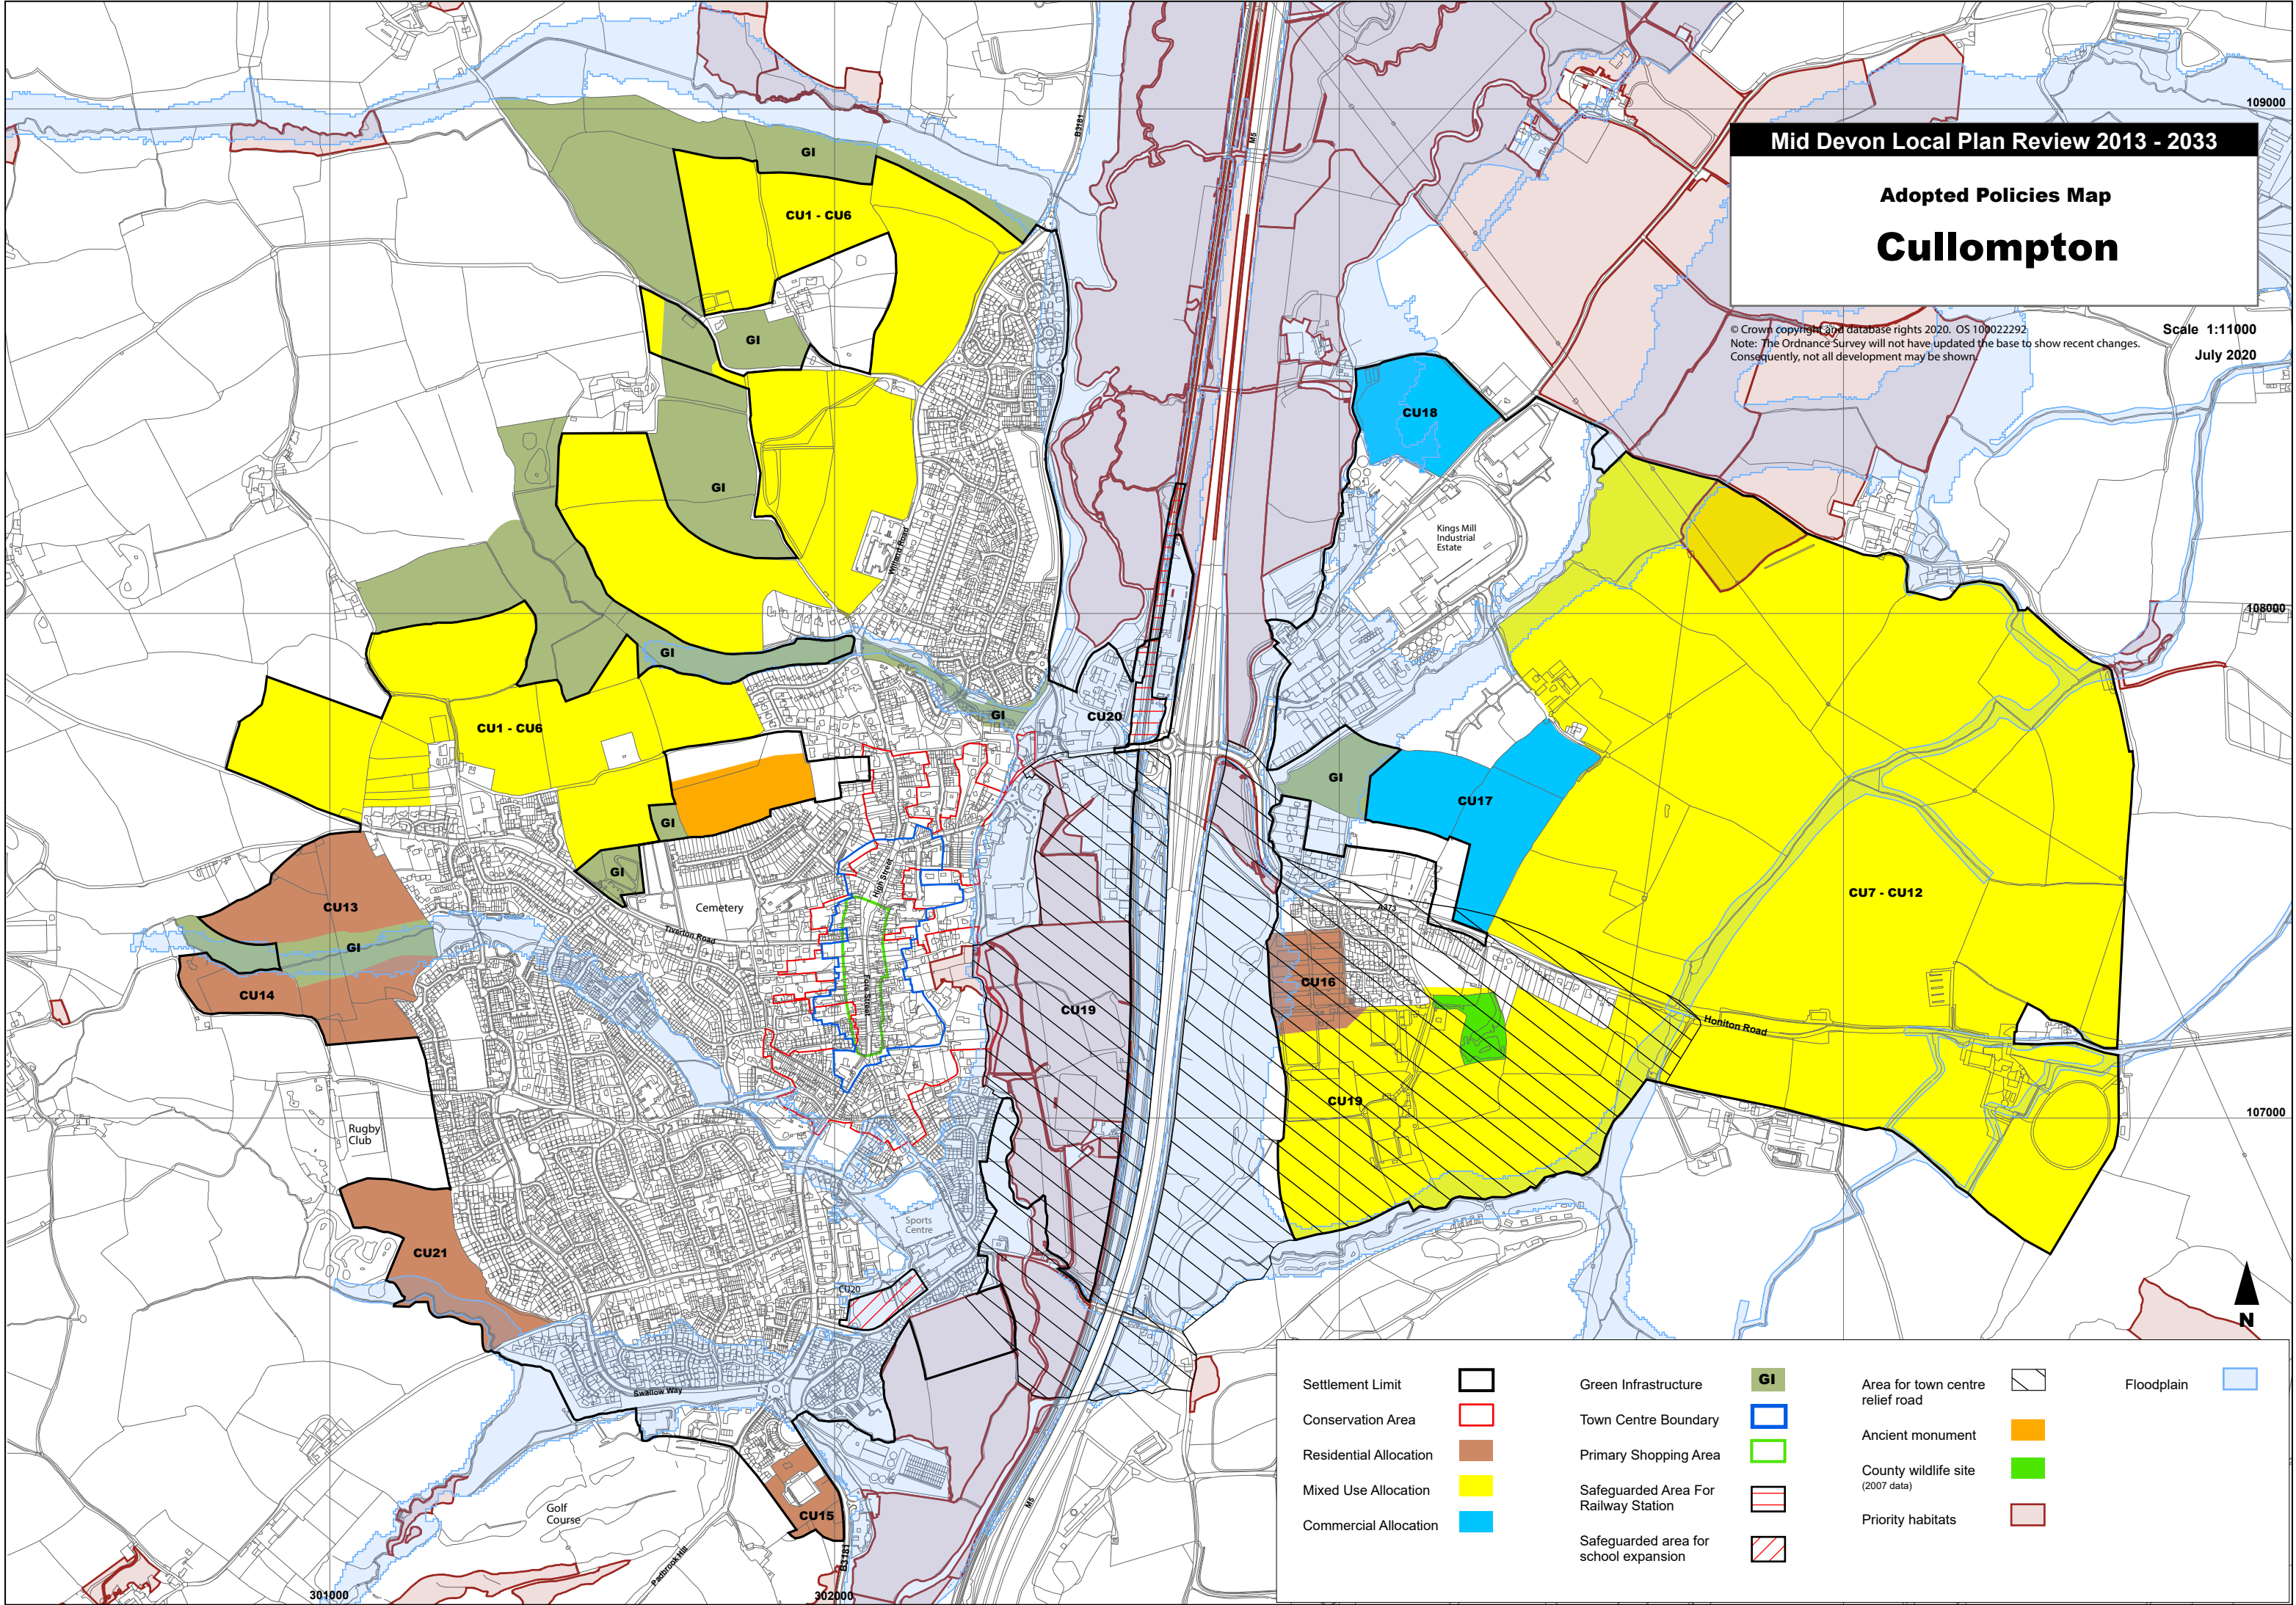 Mid Devon Local Plan Review 2013 - 2033
Adopted Policies Map
Cullompton
© Crown copyright and database rights 2020. OS 100022292
Note: The Ordnance Survey will not have updated the base to show recent changes.
Consequently, not all development may be shown.
Scale 1:11000
July 2020
109000
B3181
M5
GI
CU1 - CU6
GI
CU18
GI
Willand Road
Kings Mill
Industrial
Estate
108000
GI
GI
CU20
CU1 - CU6
GI
CU17
GI
GI
High Street
CU7 - CU12
CU13
Cemetery
A373
Tiverton Road
GI
CU14
Fore Street
CU19
CU16
Honiton Road
CU19
107000
Rugby
Club
Sports
Centre
CU21
CU20
N
Swallow Way
Golf
Course
CU15
M5
B3181
Padbrook Hill
301000
302000
Settlement Limit
Conservation Area
Residential Allocation
Mixed Use Allocation
Commercial Allocation
Green Infrastructure
GI
Town Centre Boundary
Primary Shopping Area
Safeguarded Area For
Railway Station
Safeguarded area for
school expansion
Area for town centre
relief road
Ancient monument
County wildlife site
(2007 data)
Priority habitats
Floodplain